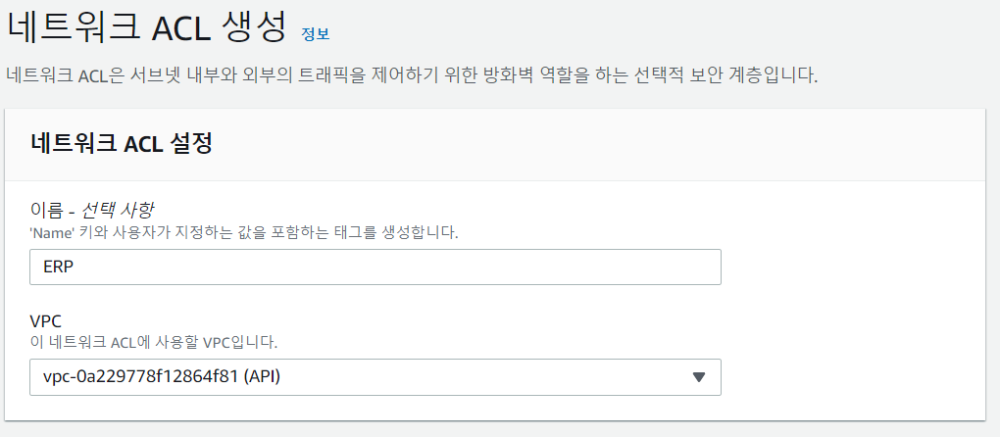 네트워크 ACL 생성 정보
네트워크 ACL은 서브넷 내부와 외부의 트래픽을 제어하기 위한 방화벽 역할을 하는 선택적 보안 계층입니다.
네트워크 ACL 설정
이름 - 선택 사항
'Name' 키와 사용자가 지정하는 값을 포함하는 태그를 생성합니다.
ERP
VPC
이 네트워크 ACL에 사용할 VPC입니다.
vpc-0a229778f12864f81 (API)